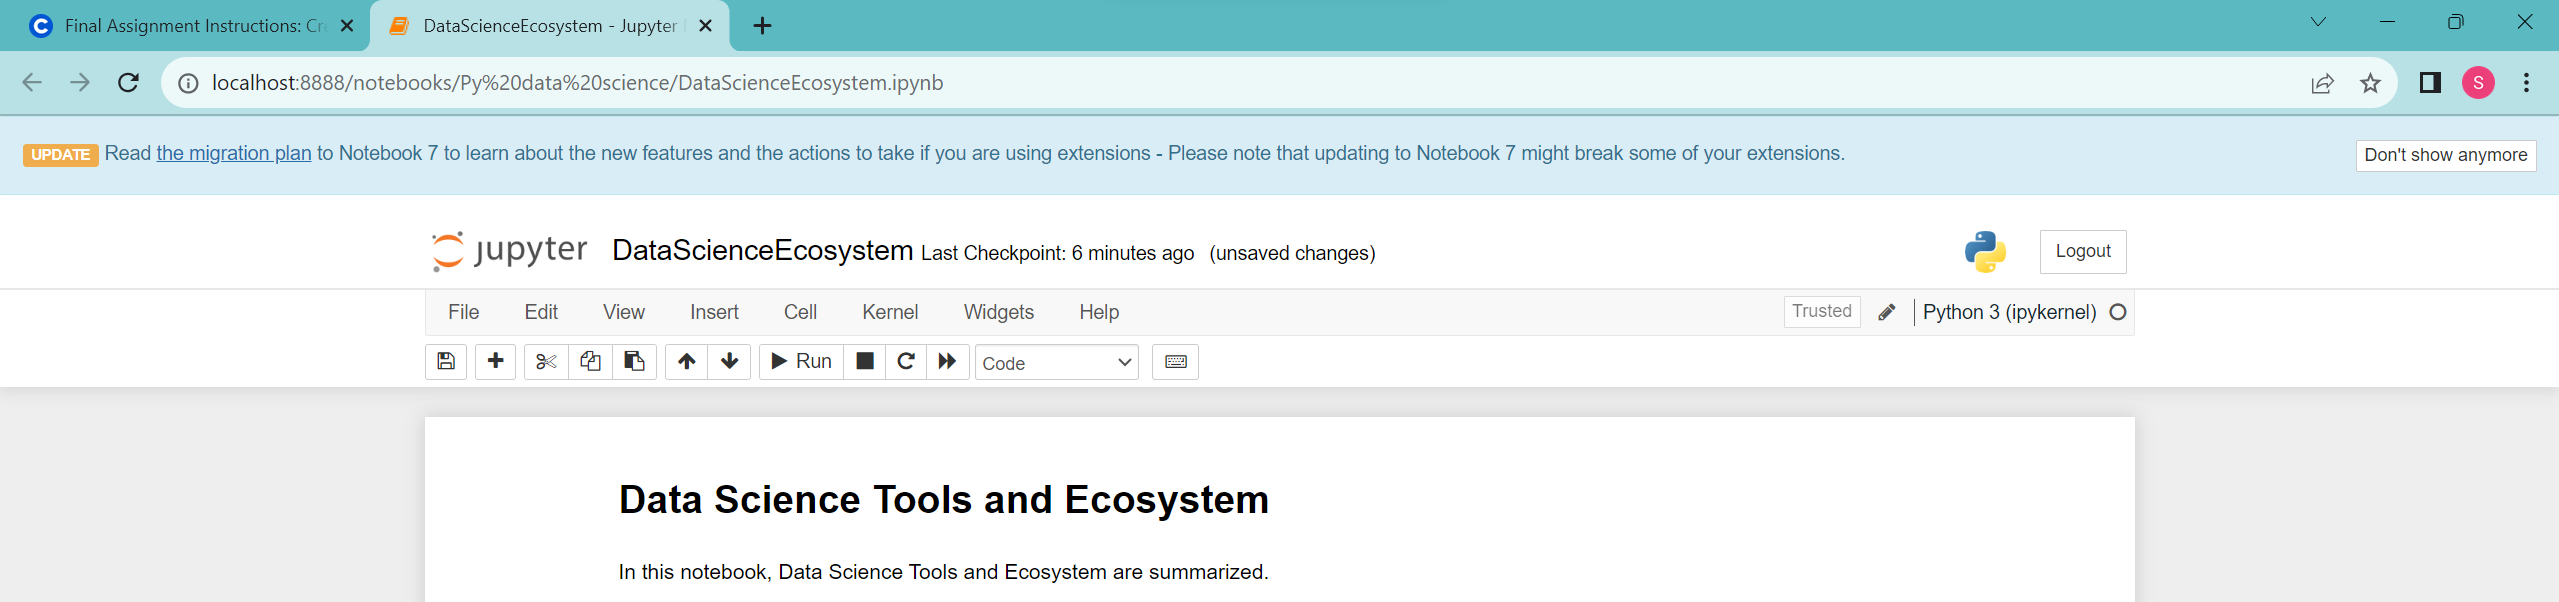 Final Assignment Instructions: Cre
DataScienceEcosystem - Jupyter
localhost:8888/notebooks/Py%20data%20science/DataScienceEcosystem.ipynb
S
UPDATE Read the migration plan to Notebook 7 to learn about the new features and the actions to take if you are using extensions - Please note that updating to Notebook 7 might break some of your extensions.
Don't show anymore
jupyter DataScienceEcosystem Last Checkpoint: 6 minutes ago (unsaved changes)
Logout
File Edit View Insert Cell Kernel Widgets Help
Trusted Python 3 (ipykernel)
Run Code
Data Science Tools and Ecosystem
In this notebook, Data Science Tools and Ecosystem are summarized.